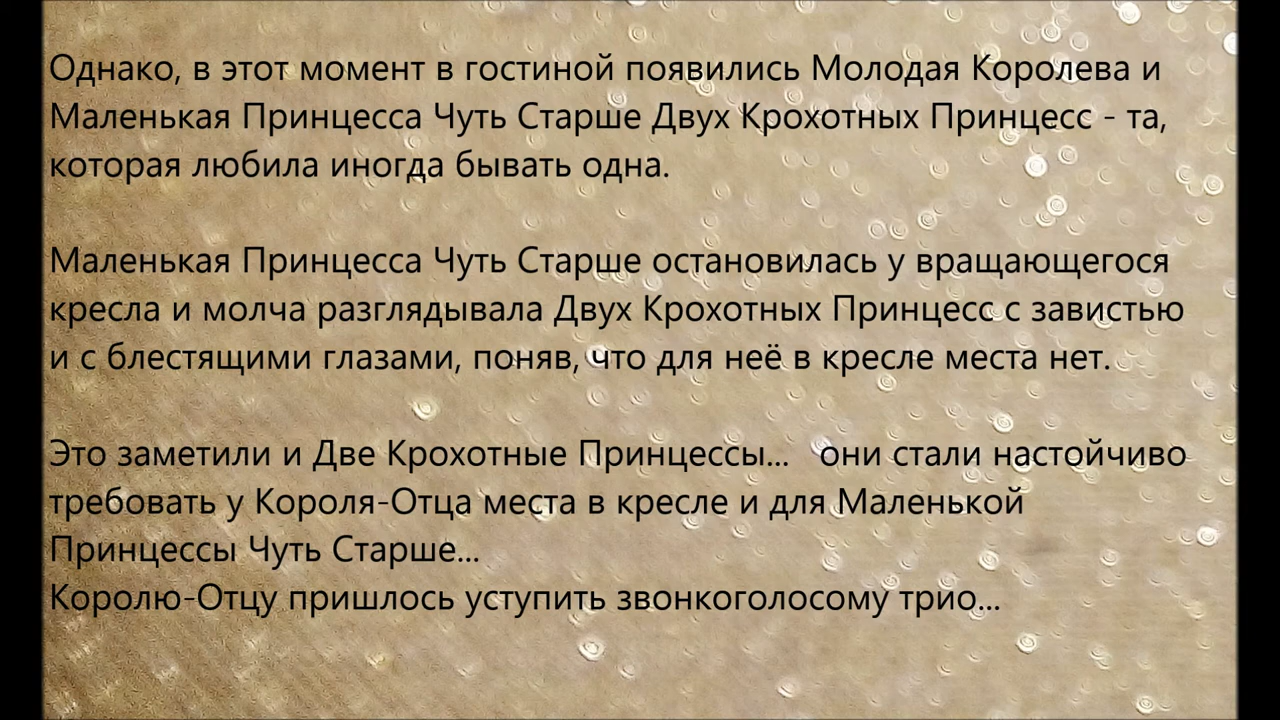 Однако, в этот момент в гостиной появились Молодая Королева и
Маленькая Принцесса Чуть Старше Двух Крохотных Принцесс - та,
которая любила иногда бывать одна.
Маленькая Принцесса Чуть Старше остановилась у вращающегося
кресла и молча разглядывала Двух Крохотных Принцесс с завистью
и с блестящими глазами, поняв, что для неё в кресле места нет.
Это заметили и Две Крохотные Принцессы... они стали настойчиво
требовать у Короля-Отца места в кресле и для Маленькой
Принцессы Чуть Старше...
Королю-Отцу пришлось уступить звонкоголосому трио...